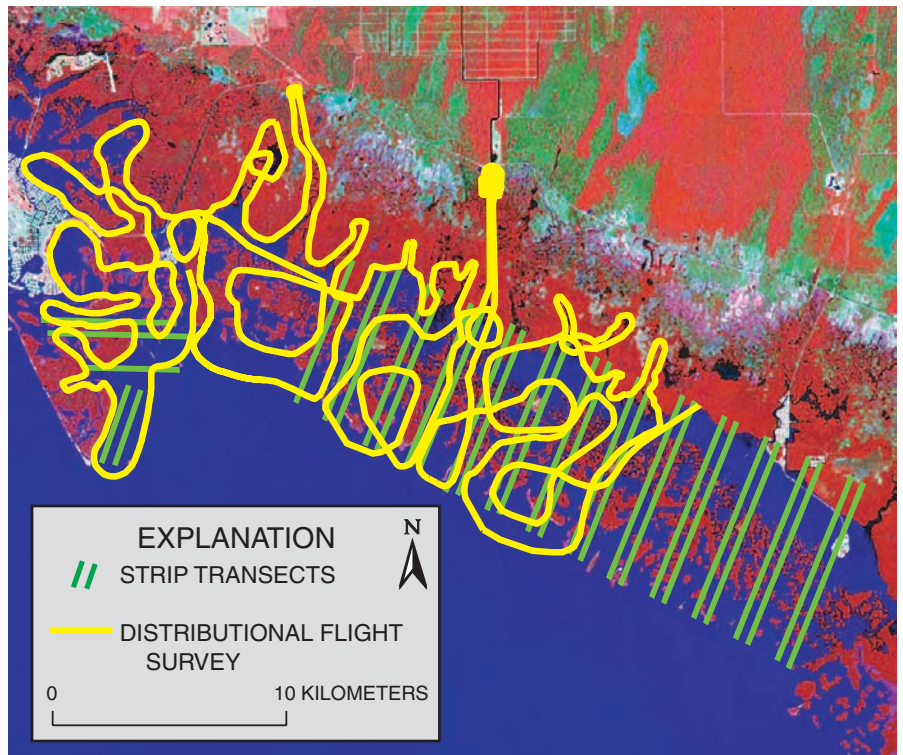 EXPLANATION
N
STRIP TRANSECTS
DISTRIBUTIONAL FLIGHT
SURVEY
0
10 KILOMETERS